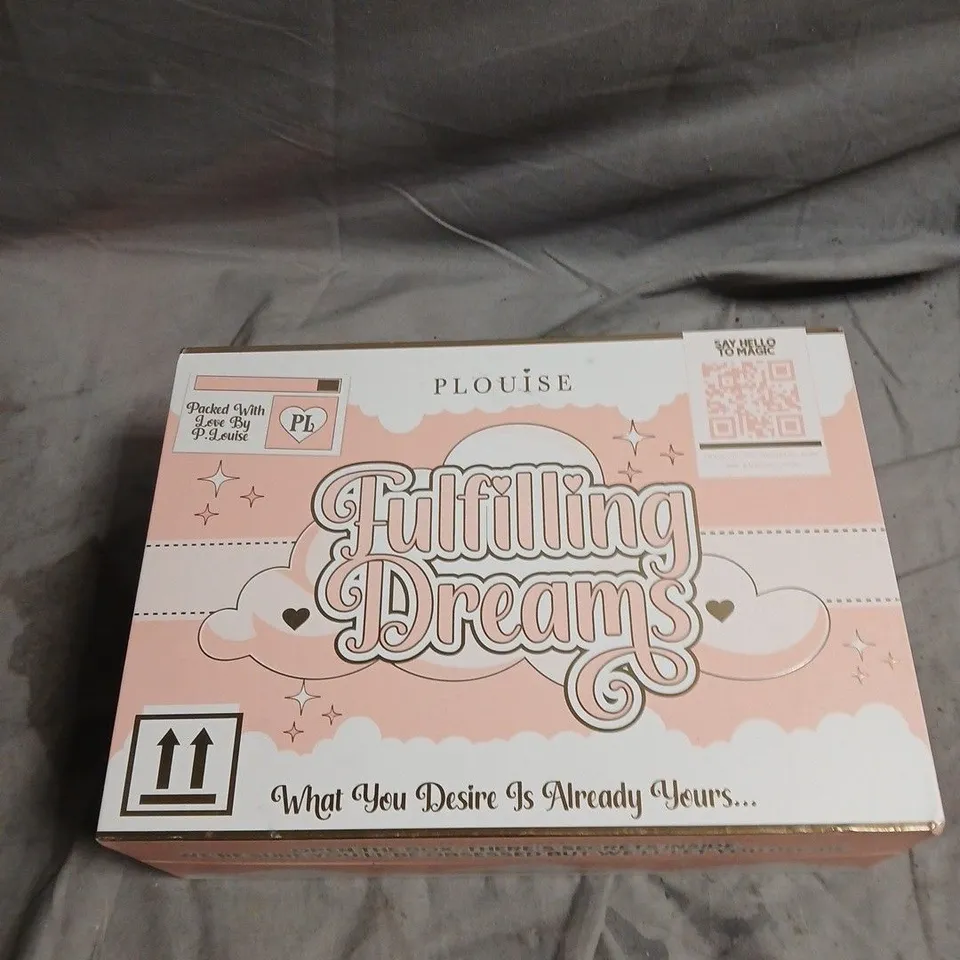 PLOUISE
SAY HELLO
TO MAGIC
Packed With
Love By
P.Louise
PL
Fulfilling
Dreams
What You Desire Is Already Yours...